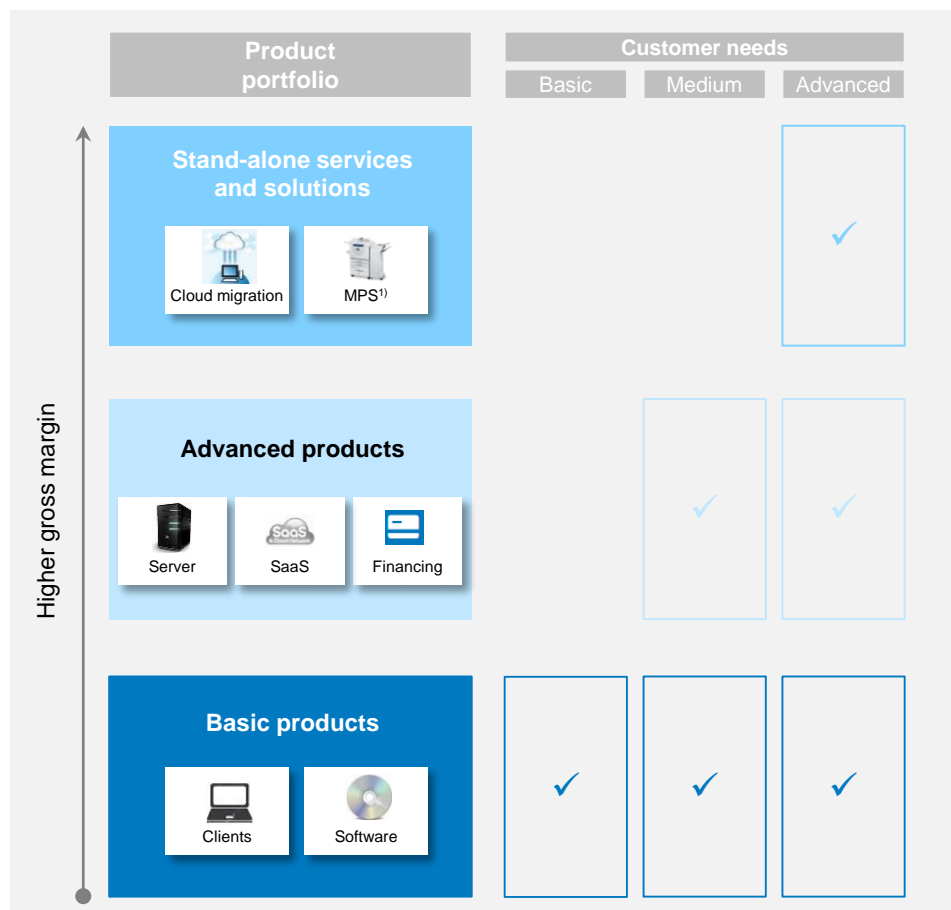 Product
portfolio
Customer needs
Basic
Medium
Advanced
Higher gross margin
Stand-alone services
and solutions
Cloud migration
MPS1)
Advanced products
SaaS
Server
SaaS
Financing
Basic products
Clients
Software